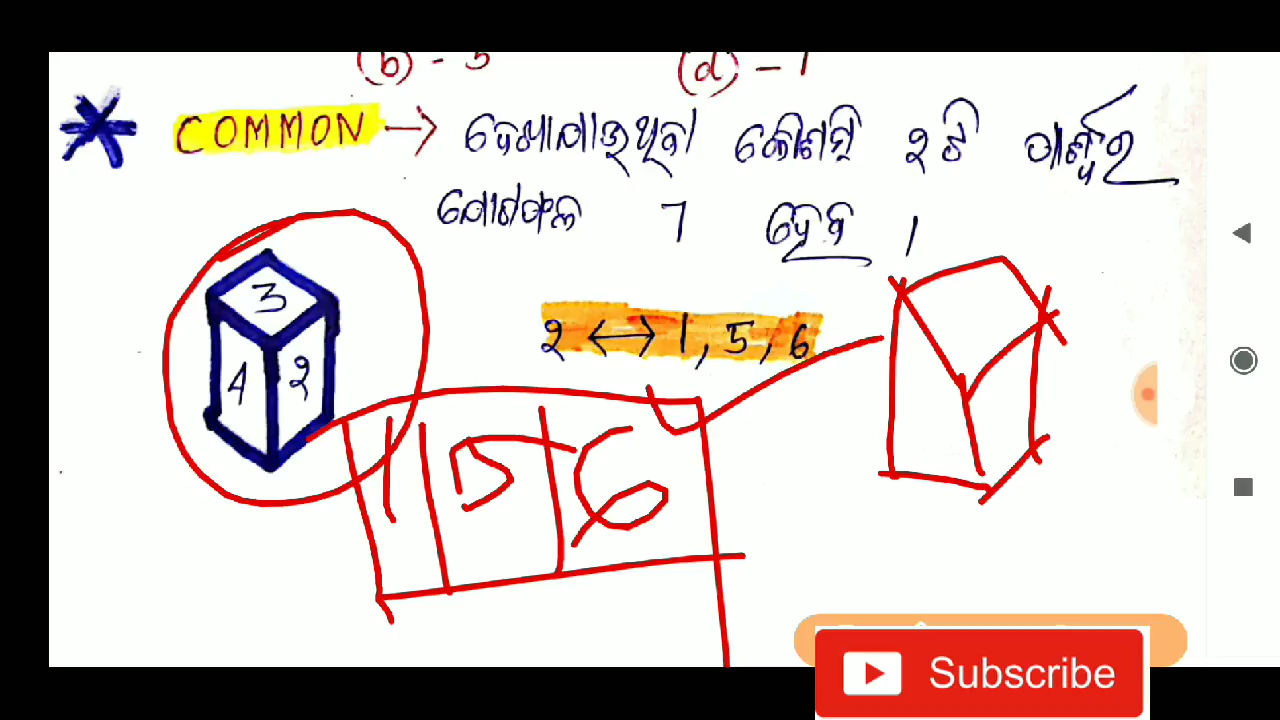 (b) - 5 (d) - 1
COMMON → ଦେଖାଯାଉଥିବା କୌଣସି ୨ଟି ପାର୍ଶ୍ୱର
ଯୋଗଫଳ 7 ହେବ ।
3
4 ୨
୨ ↔ 1, 5, 6
1 5 6
Subscribe